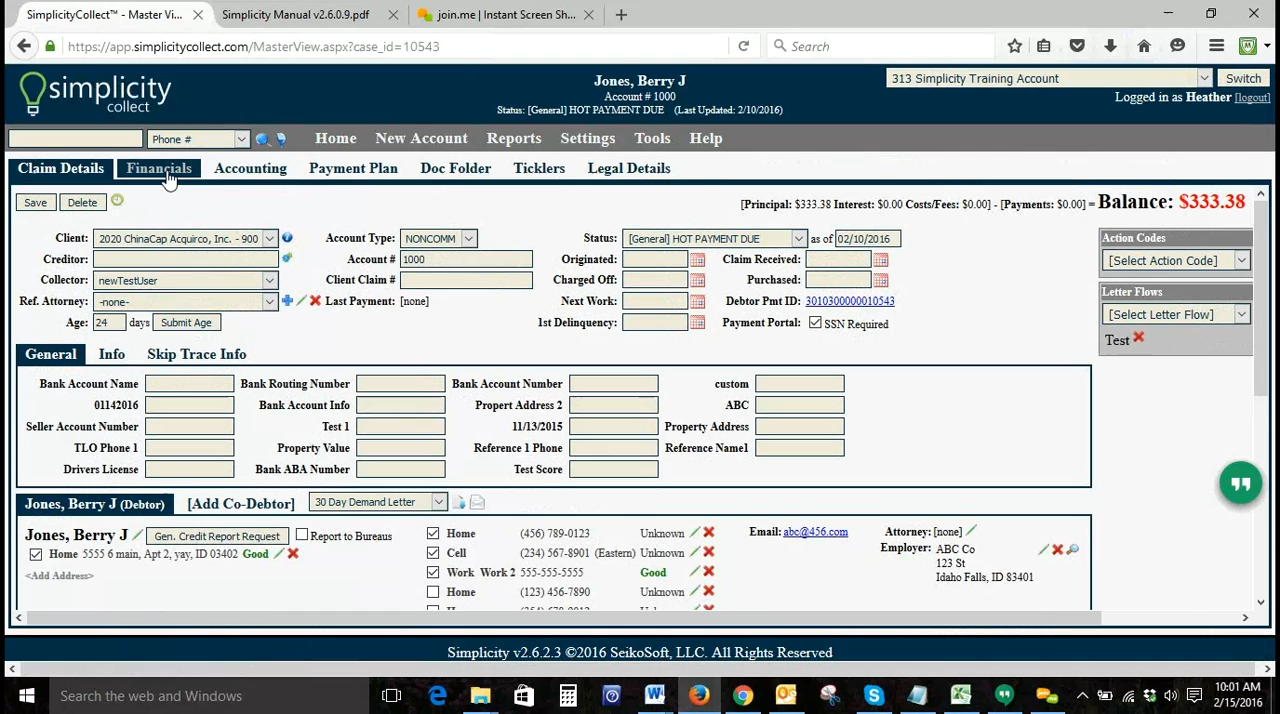 SimplicityCollect™ - Master Vi... Simplicity Manual v2.6.0.9.pdf join.me | Instant Screen Sh...
https://app.simplicitycollect.com/MasterView.aspx?case_id=10543 Search
simplicity collect
Jones, Berry J
Account # 1000
Status: [General] HOT PAYMENT DUE (Last Updated: 2/10/2016)
313 Simplicity Training Account Switch
Logged in as Heather [logout]
Phone # Home New Account Reports Settings Tools Help
Claim Details Financials Accounting Payment Plan Doc Folder Ticklers Legal Details
Save Delete [Principal: $333.38 Interest: $0.00 Costs/Fees: $0.00] - [Payments: $0.00] = Balance: $333.38
Client: 2020 ChinaCap Acquirco, Inc. - 900 Account Type: NONCOMM Status: [General] HOT PAYMENT DUE as of 02/10/2016 Action Codes
Creditor: Account # 1000 Originated: Claim Received: [Select Action Code]
Collector: newTestUser Client Claim # Charged Off: Purchased: Letter Flows
Ref. Attorney: -none- Last Payment: [none] Next Work: Debtor Pmt ID: 3010300000010543 [Select Letter Flow]
Age: 24 days Submit Age 1st Delinquency: Payment Portal: SSN Required Test
General Info Skip Trace Info
Bank Account Name Bank Routing Number Bank Account Number custom
01142016 Bank Account Info Propert Address 2 ABC
Seller Account Number Test 1 11/13/2015 Property Address
TLO Phone 1 Property Value Reference 1 Phone Reference Name1
Drivers License Bank ABA Number Test Score
Jones, Berry J (Debtor) [Add Co-Debtor] 30 Day Demand Letter
Jones, Berry J Gen. Credit Report Request Report to Bureaus Home (456) 789-0123 Unknown Email: abc@456.com Attorney: [none]
Home 5555 6 main, Apt 2, yay, ID 03402 Good Cell (234) 567-8901 (Eastern) Unknown Employer: ABC Co
123 St
<Add Address> Work Work 2 555-555-5555 Good Idaho Falls, ID 83401
Home (123) 456-7890 Unknown
Simplicity v2.6.2.3 ©2016 SeikoSoft, LLC. All Rights Reserved
Search the web and Windows 10:01 AM
2/15/2016